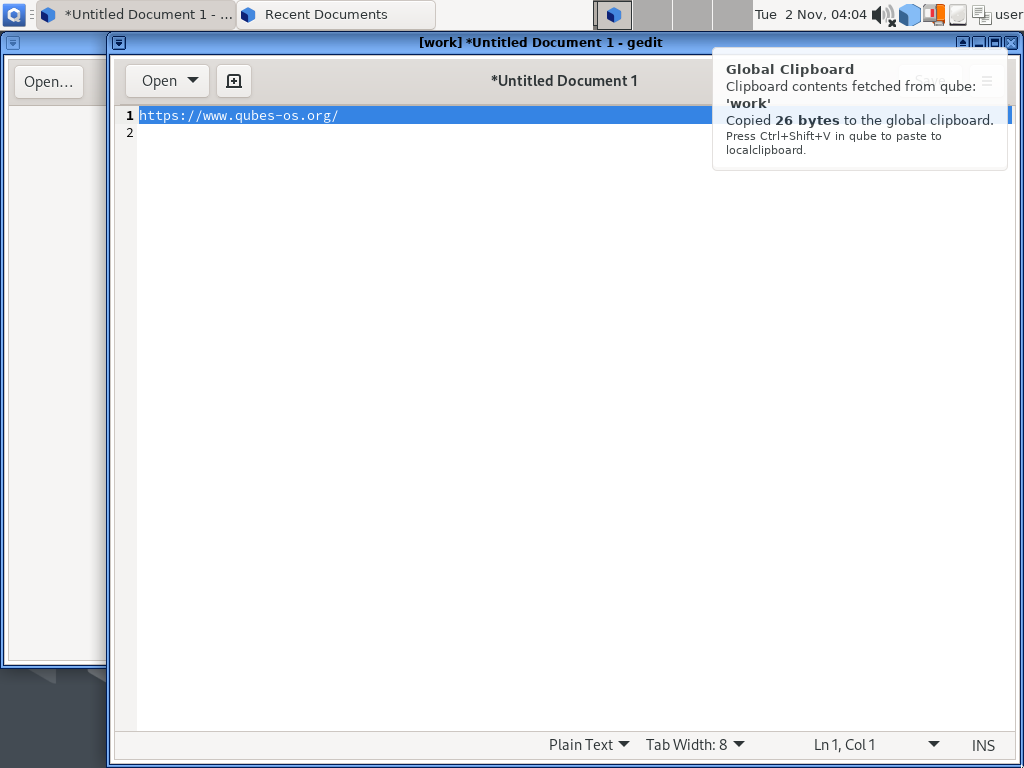 *Untitled Document 1 - ...
Recent Documents
Tue 2 Nov, 04:04
user
[work] *Untitled Document 1 - gedit
Open...
Open
*Untitled Document 1
Save
Global Clipboard
Clipboard contents fetched from qube:
'work'
Copied 26 bytes to the global clipboard.
Press Ctrl+Shift+V in qube to paste to
localclipboard.
1 https://www.qubes-os.org/
2
Plain Text
Tab Width: 8
Ln 1, Col 1
INS